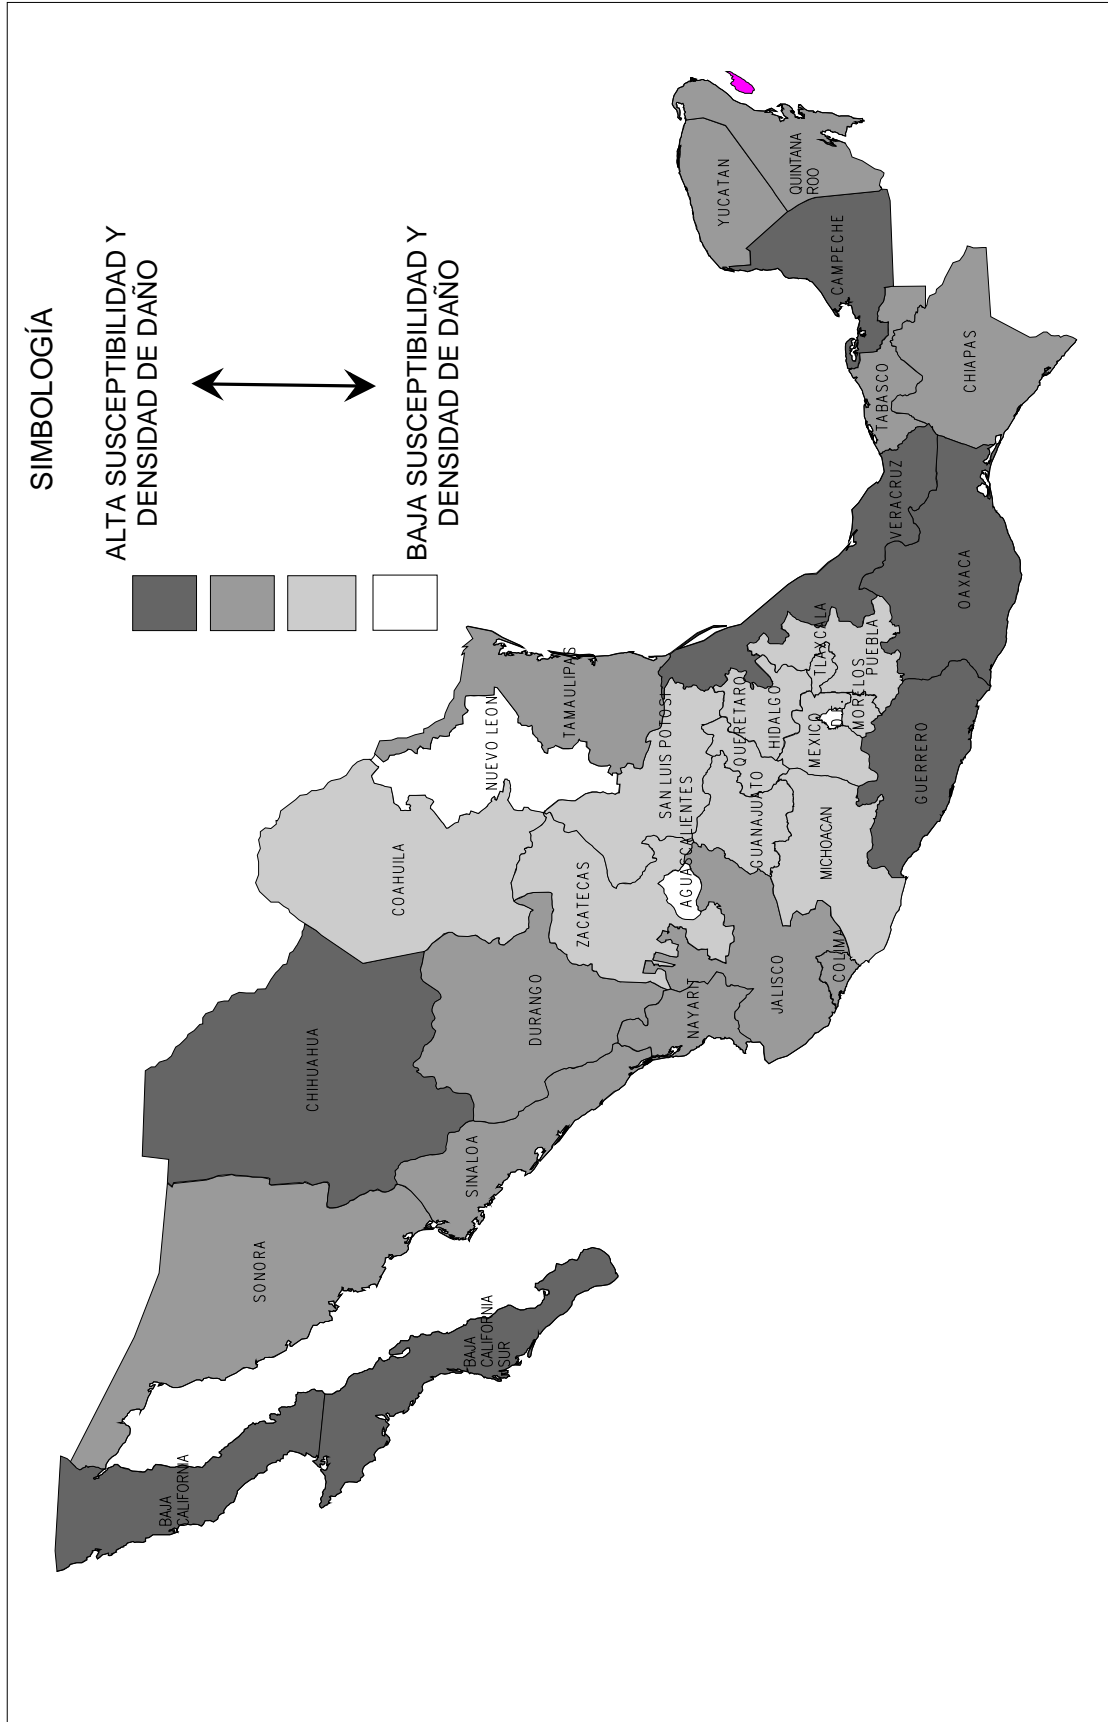 SIMBOLOGÍA
ALTA SUSCEPTIBILIDAD Y
DENSIDAD DE DAÑO
BAJA SUSCEPTIBILIDAD Y
DENSIDAD DE DAÑO
BAJA
CALIFORNIA
BAJA
CALIFORNIA
SUR
SONORA
CHIHUAHUA
COAHUILA
NUEVO LEON
TAMAULIPAS
SINALOA
DURANGO
ZACATECAS
SAN LUIS POTOSI
AGUASCALIENTES
NAYARIT
JALISCO
COLIMA
GUANAJUATO
QUERETARO
HIDALGO
MICHOACAN
MEXICO
D.F.
TLAXCALA
MORELOS
PUEBLA
GUERRERO
VERACRUZ
OAXACA
TABASCO
CHIAPAS
CAMPECHE
YUCATAN
QUINTANA
ROO